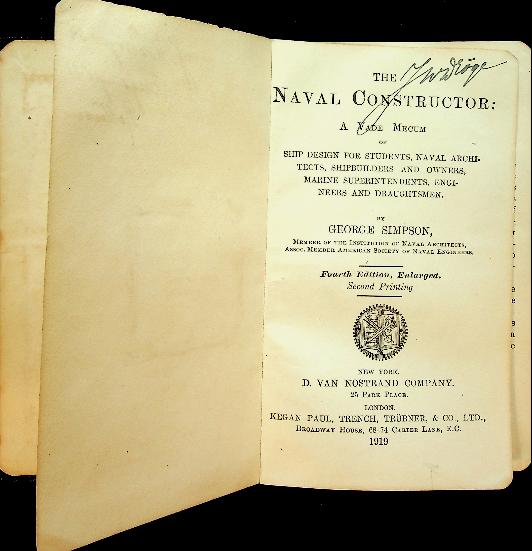 THE
NAVAL CONSTRUCTOR:
A VADE MECUM
OF
SHIP DESIGN FOR STUDENTS, NAVAL ARCHI-
TECTS, SHIPBUILDERS AND OWNERS,
MARINE SUPERINTENDENTS, ENGI-
NEERS AND DRAUGHTSMEN.
BY
GEORGE SIMPSON,
MEMBER OF THE INSTITUTION OF NAVAL ARCHITECTS,
ASSOC. MEMBER AMERICAN SOCIETY OF NAVAL ENGINEERS.
Fourth Edition, Enlarged.
Second Printing
NEW YORK.
D. VAN NOSTRAND COMPANY.
25 PARK PLACE.
LONDON.
KEGAN PAUL, TRENCH, TRÜBNER, & CO., LTD.,
BROADWAY HOUSE, 68-74 CARTER LANE, E.C.
1919